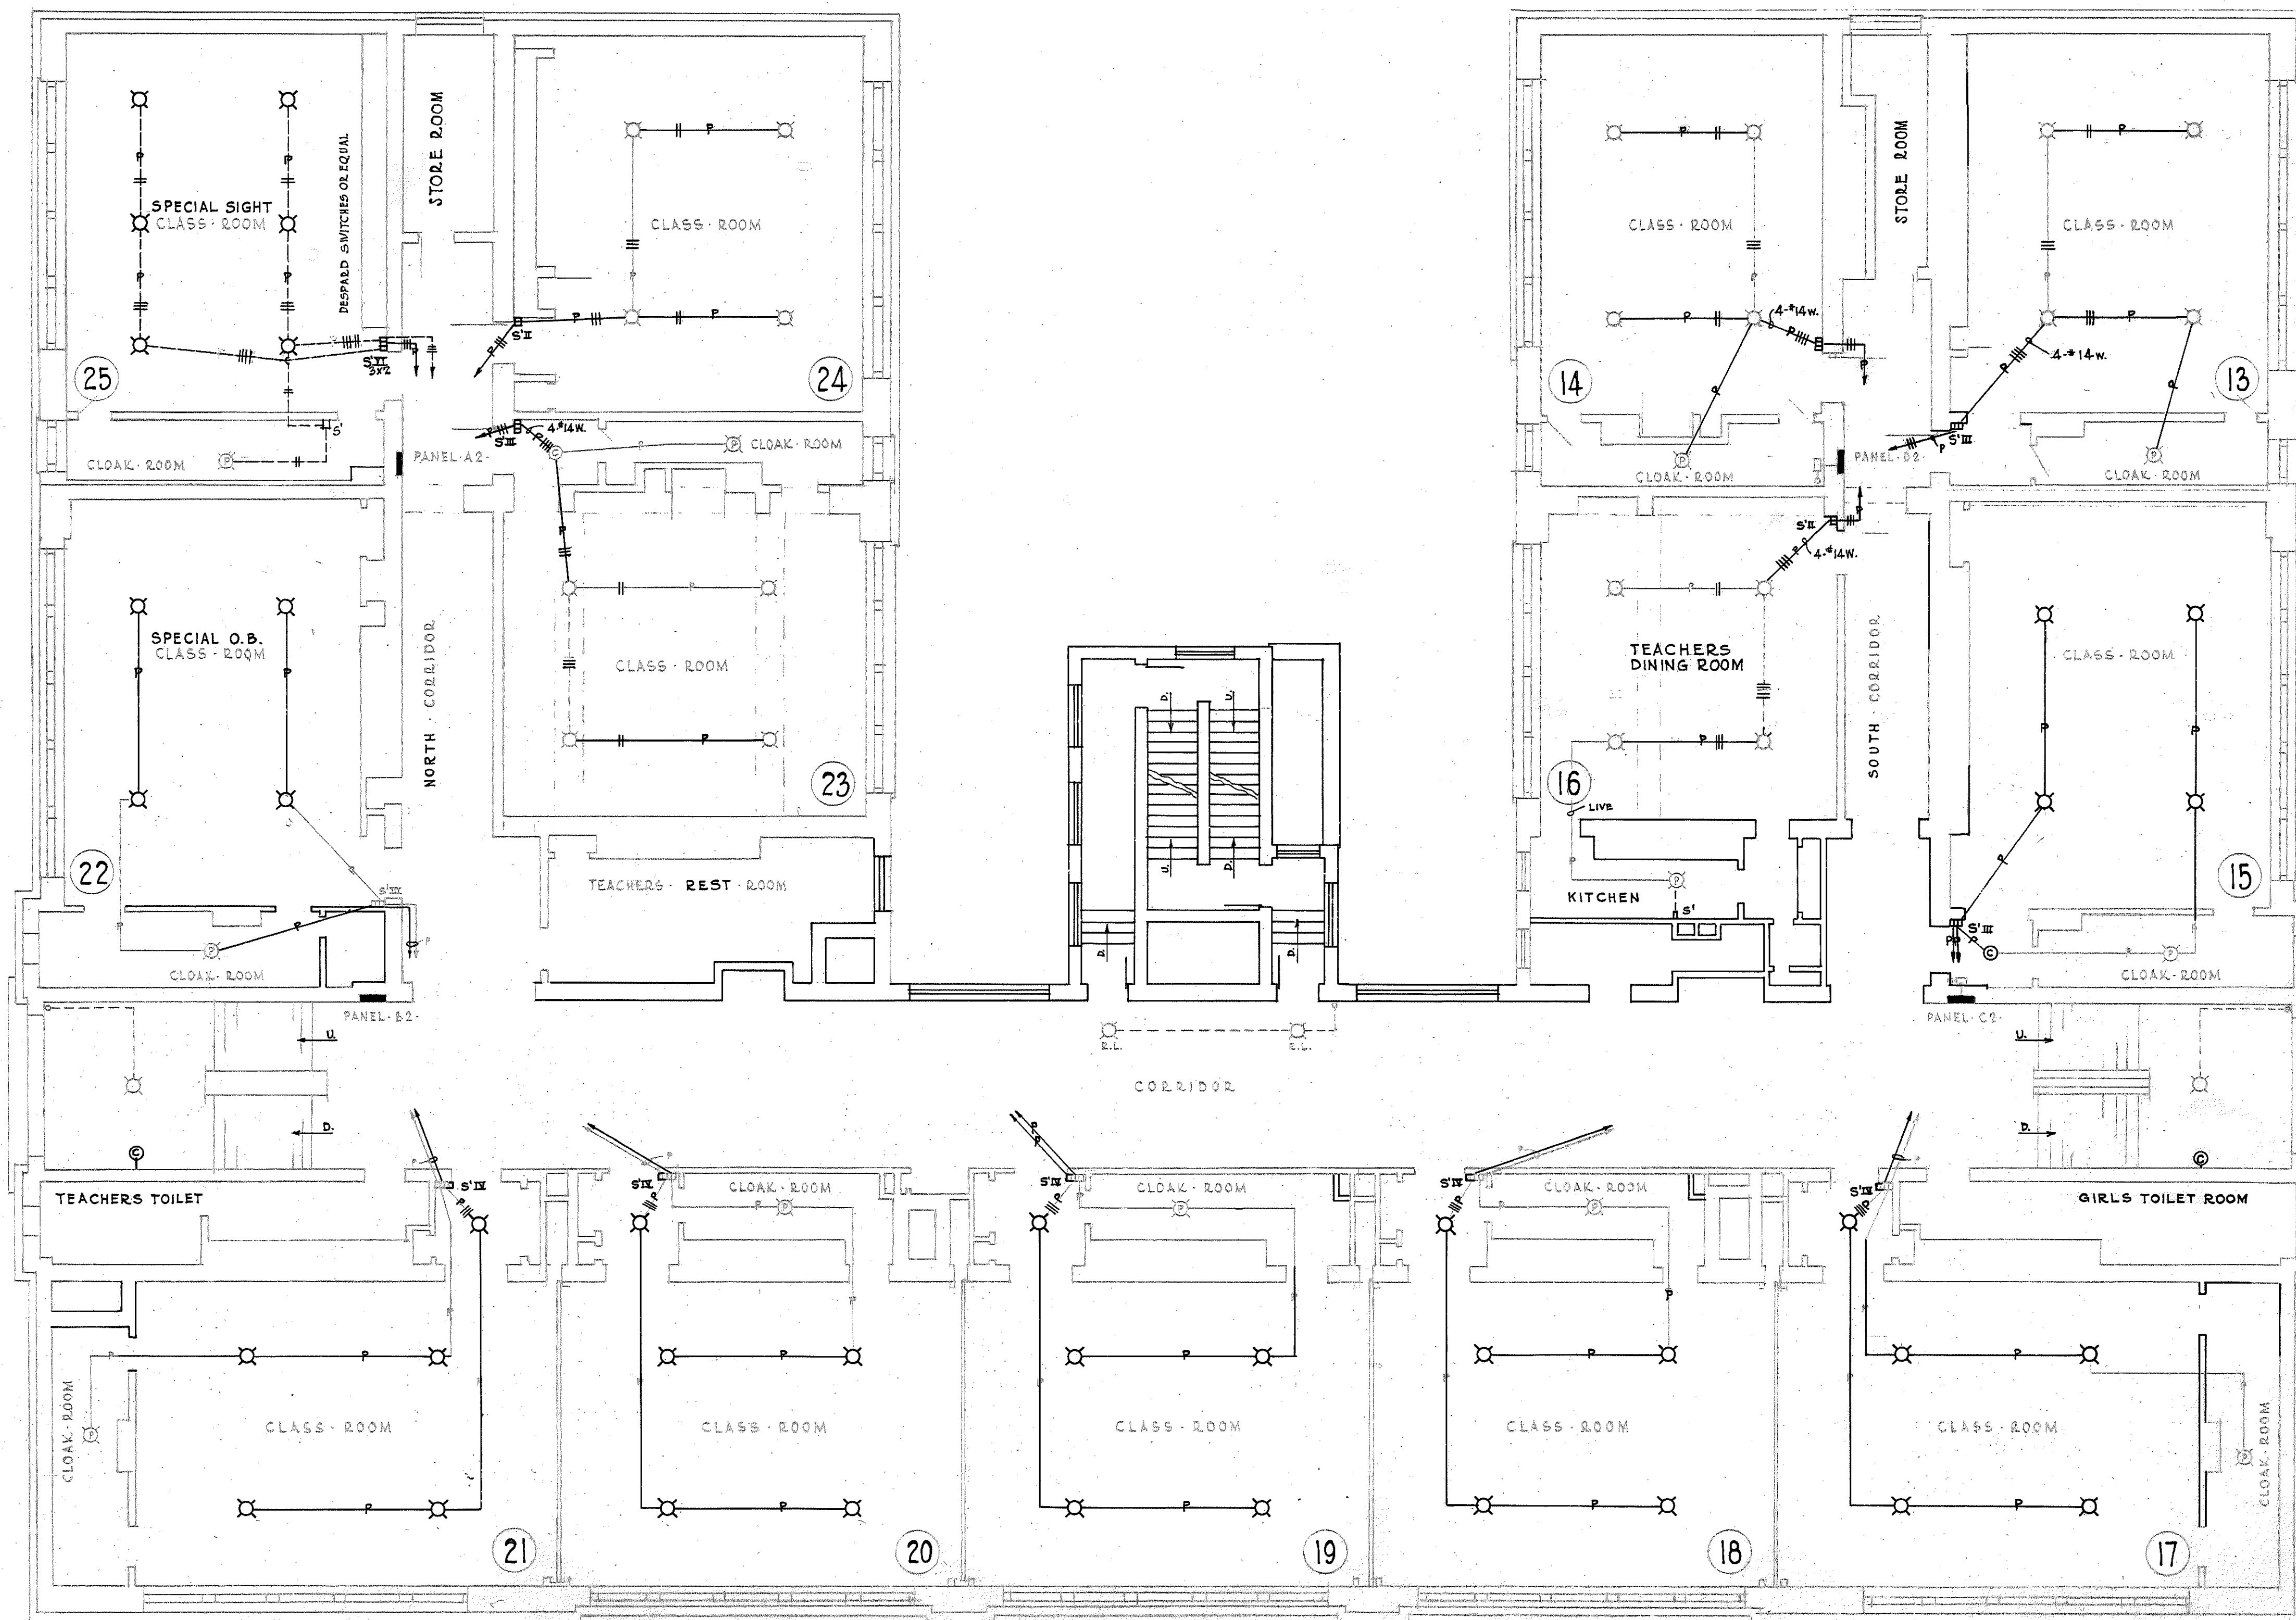 SPECIAL SIGHT
CLASS · ROOM
DESPARD SWITCHES OR EQUAL
STORE ROOM
CLASS · ROOM
S'II
S'VI
3x2
25
24
S'
S'III
4-#14W.
CLOAK · ROOM
CLOAK · ROOM
PANEL · A2 ·
CLASS · ROOM
STORE ROOM
CLASS · ROOM
4-#14W.
4-#14W.
14
13
S'III
PANEL · D2 ·
CLOAK · ROOM
CLOAK · ROOM
SPECIAL O.B.
CLASS · ROOM
NORTH · CORRIDOR
CLASS · ROOM
23
22
S'III
CLOAK · ROOM
PANEL · B2 ·
TEACHERS · REST · ROOM
D.
U.
U.
D.
D.
D.
S'II
4-#14W.
TEACHERS
DINING ROOM
SOUTH · CORRIDOR
CLASS · ROOM
16
LIVE
KITCHEN
S'
15
S'III
C
CLOAK · ROOM
PANEL · C2 ·
R.L.
R.L.
CORRIDOR
U.
D.
C
U.
D.
C
TEACHERS TOILET
S'IV
S'IV
CLOAK · ROOM
S'IV
CLOAK · ROOM
S'IV
CLOAK · ROOM
S'IV
GIRLS TOILET ROOM
CLOAK · ROOM
CLASS · ROOM
CLASS · ROOM
CLASS · ROOM
CLASS · ROOM
CLASS · ROOM
CLOAK · ROOM
21
20
19
18
17